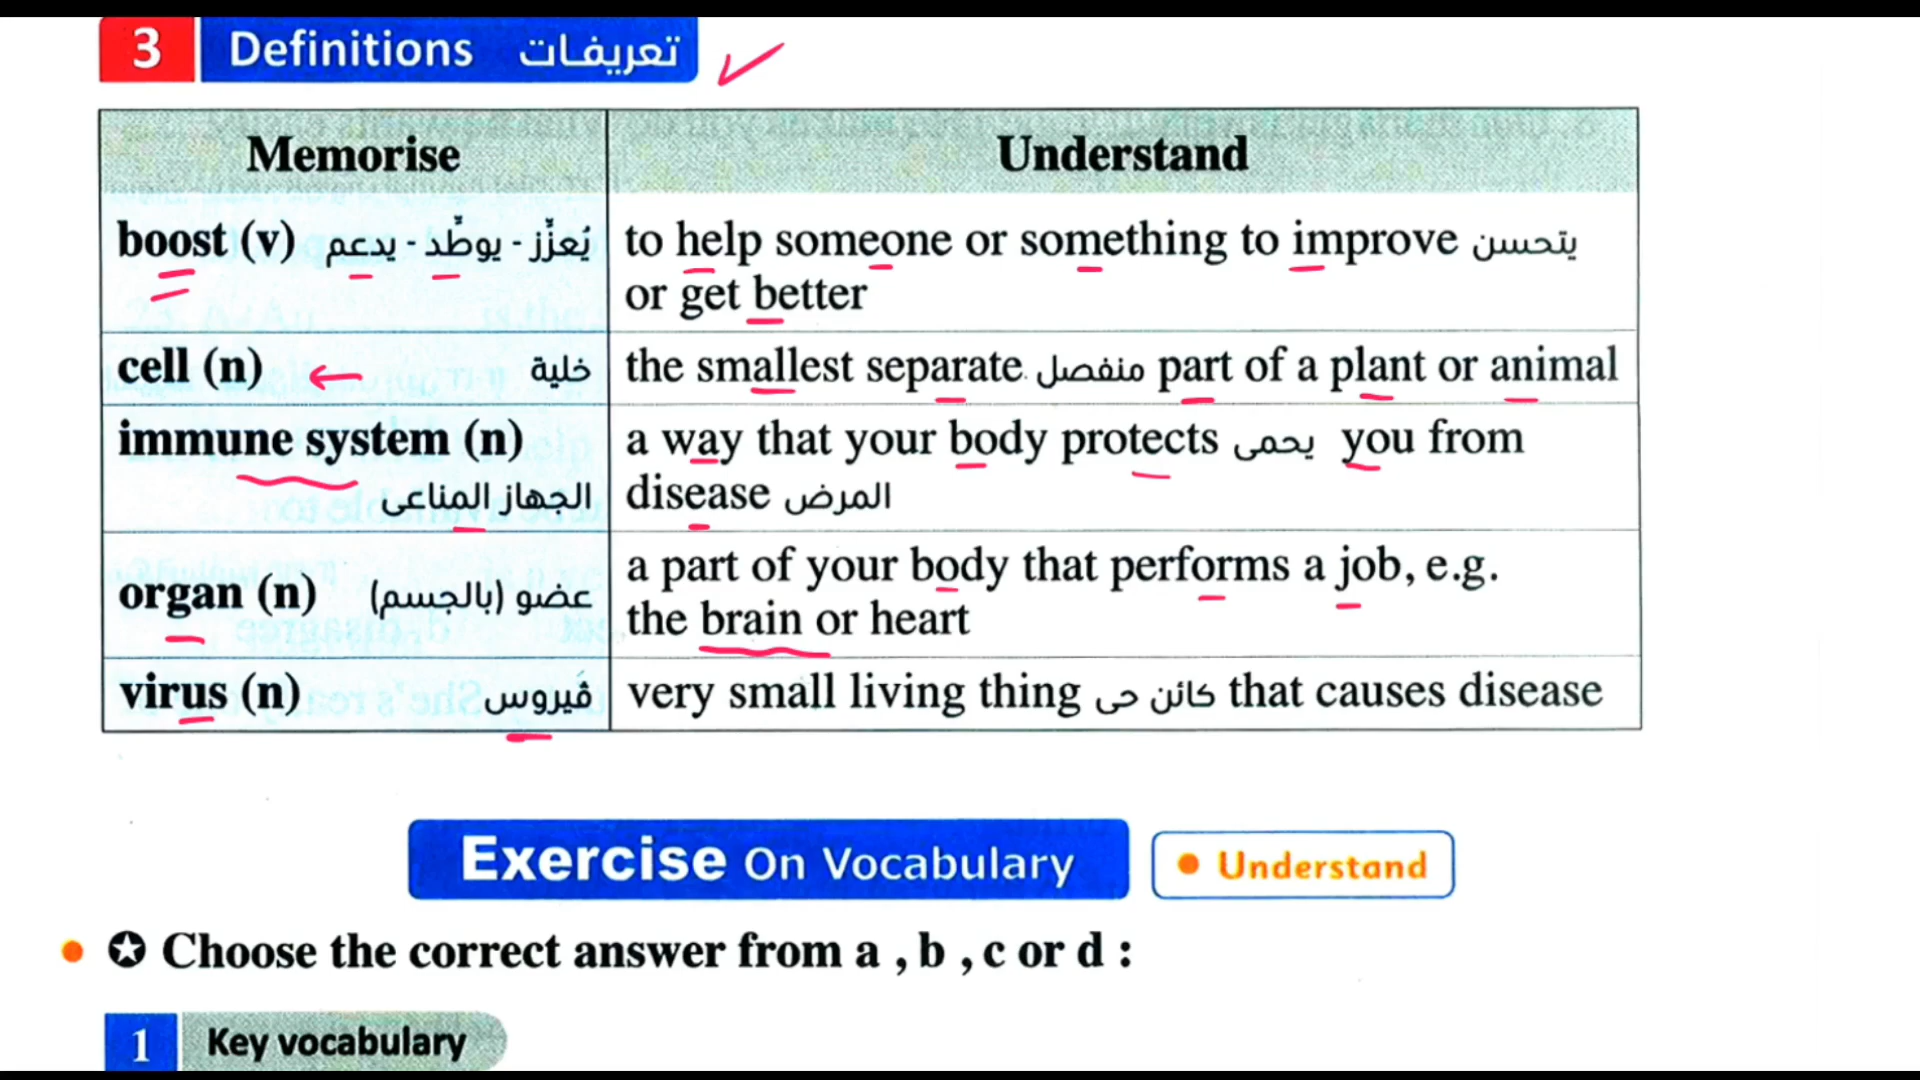 3 Definitions تعريفات
Memorise Understand
boost (v) يُعزِّز - يوطِّد - يدعم to help someone or something to improve يتحسن
or get better
cell (n) خلية the smallest separate منفصل part of a plant or animal
immune system (n) a way that your body protects يحمى you from
الجهاز المناعى disease المرض
organ (n) عضو (بالجسم) a part of your body that performs a job, e.g.
the brain or heart
virus (n) ڤيروس very small living thing كائن حى that causes disease
Exercise On Vocabulary • Understand
Choose the correct answer from a , b , c or d :
1 Key vocabulary